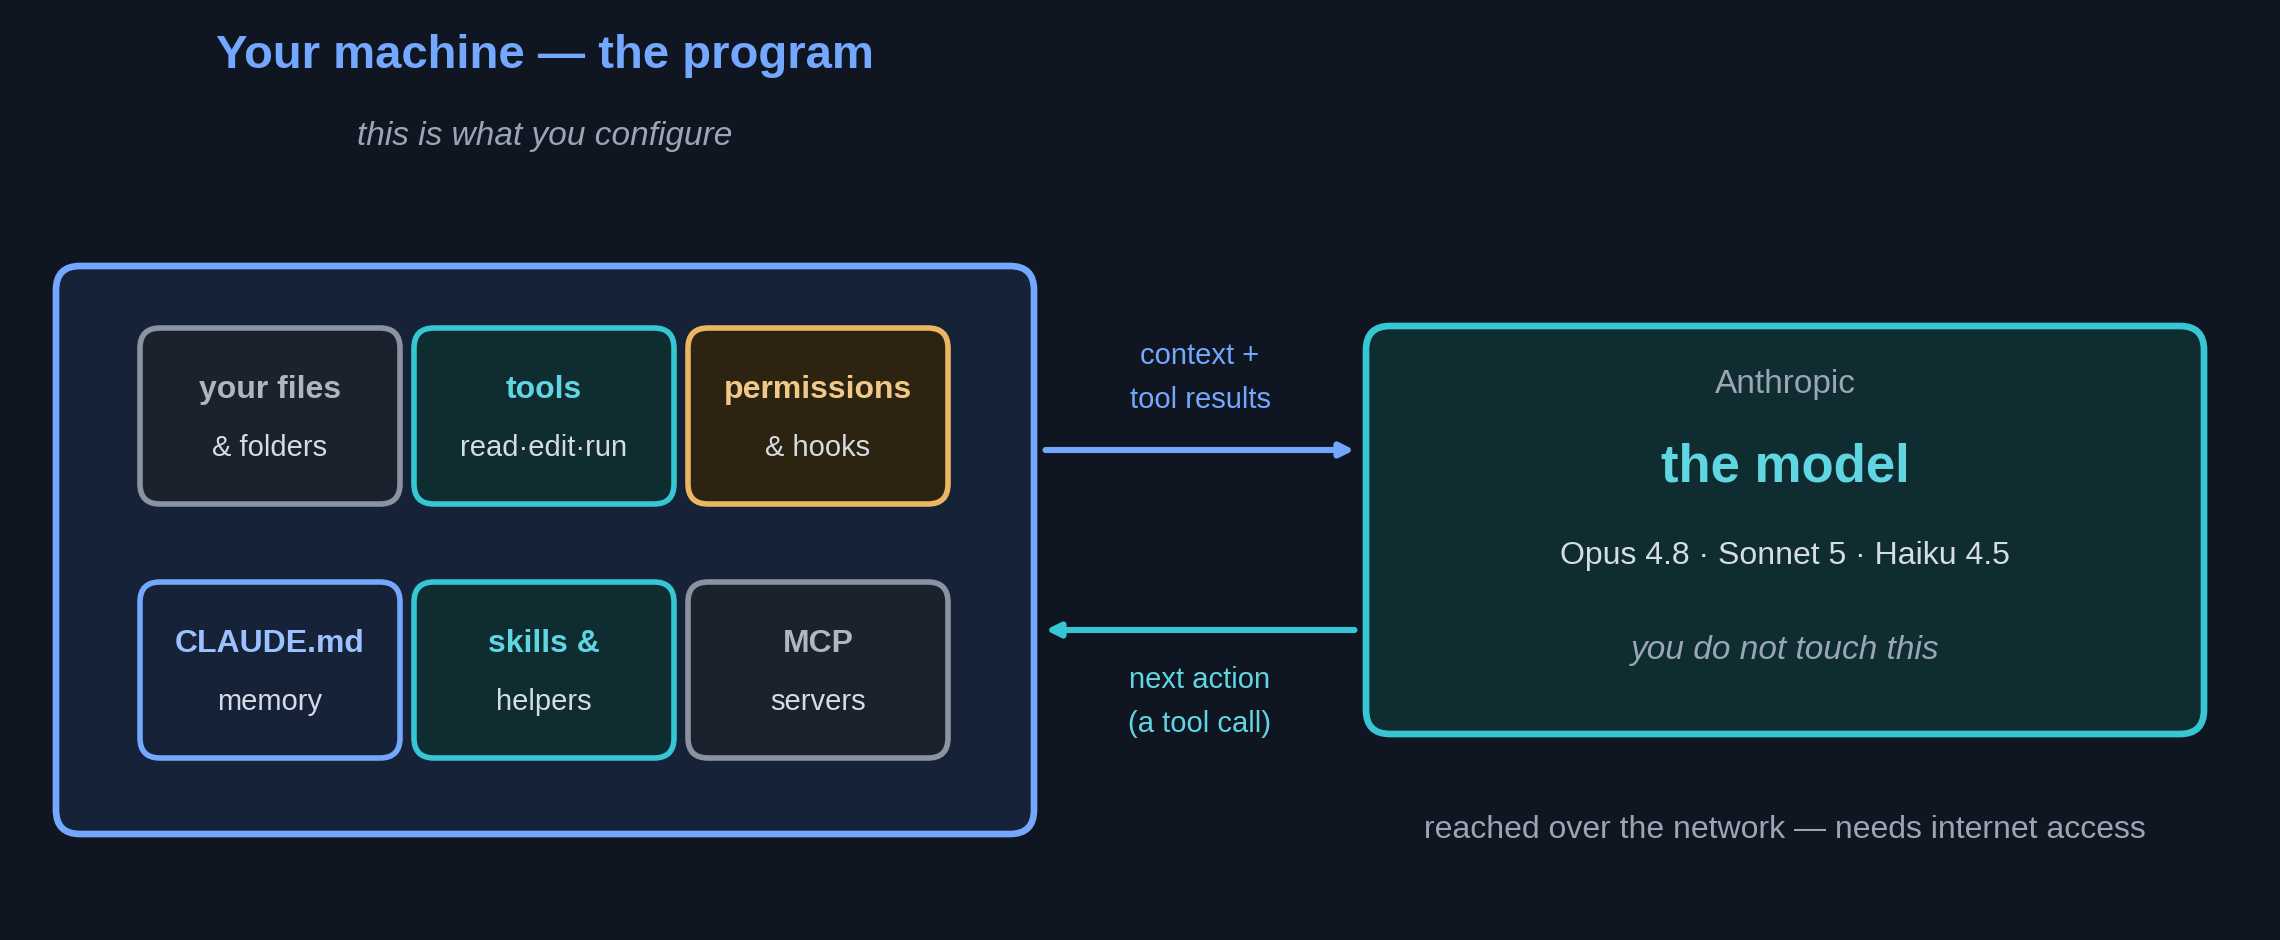 Your machine — the program
this is what you configure
your files
& folders
tools
read·edit·run
permissions
& hooks
CLAUDE.md
memory
skills &
helpers
MCP
servers
context +
tool results
next action
(a tool call)
Anthropic
the model
Opus 4.8 · Sonnet 5 · Haiku 4.5
you do not touch this
reached over the network — needs internet access